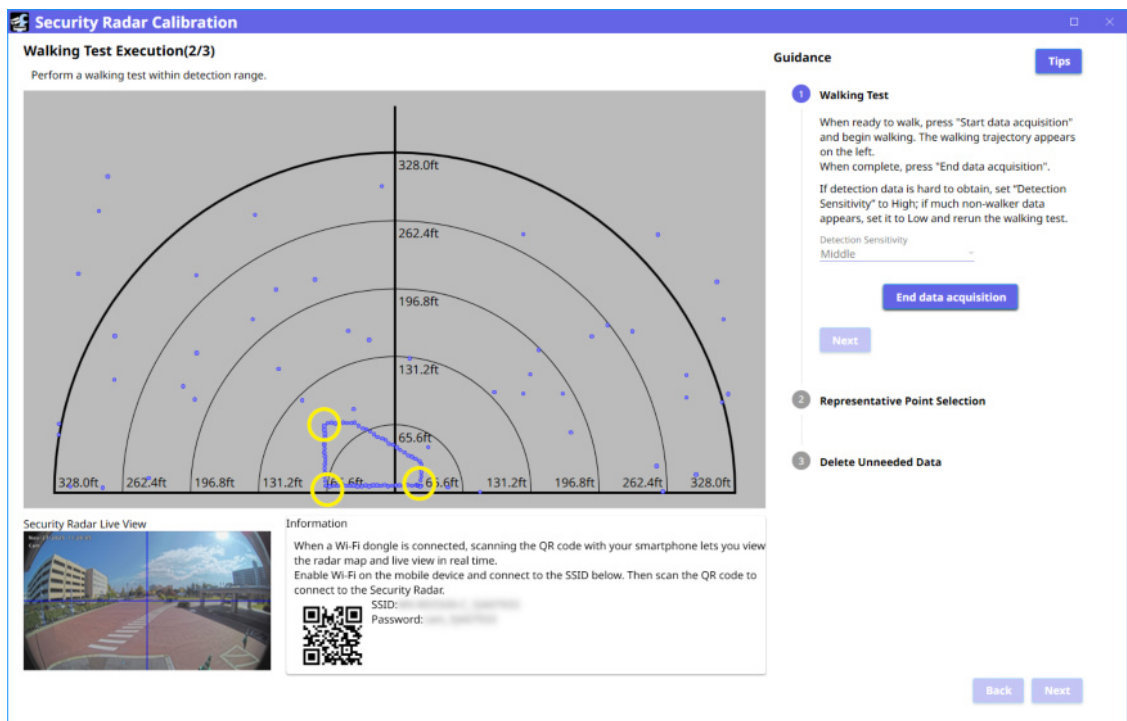 Security Radar Calibration
Walking Test Execution(2/3)
Perform a walking test within detection range.
328.0ft
262.4ft
196.8ft
131.2ft
65.6ft
328.0ft
262.4ft
196.8ft
131.2ft
65.6ft
131.2ft
196.8ft
262.4ft
328.0ft
Guidance
Tips
1
Walking Test
When ready to walk, press "Start data acquisition"
and begin walking. The walking trajectory appears
on the left.
When complete, press "End data acquisition".
If detection data is hard to obtain, set “Detection
Sensitivity” to High; if much non-walker data
appears, set it to Low and rerun the walking test.
Detection Sensitivity
Middle
End data acquisition
Next
2
Representative Point Selection
3
Delete Unneeded Data
Security Radar Live View
Information
When a Wi-Fi dongle is connected, scanning the QR code with your smartphone lets you view
the radar map and live view in real time.
Enable Wi-Fi on the mobile device and connect to the SSID below. Then scan the QR code to
connect to the Security Radar.
SSID:
Password:
Back
Next